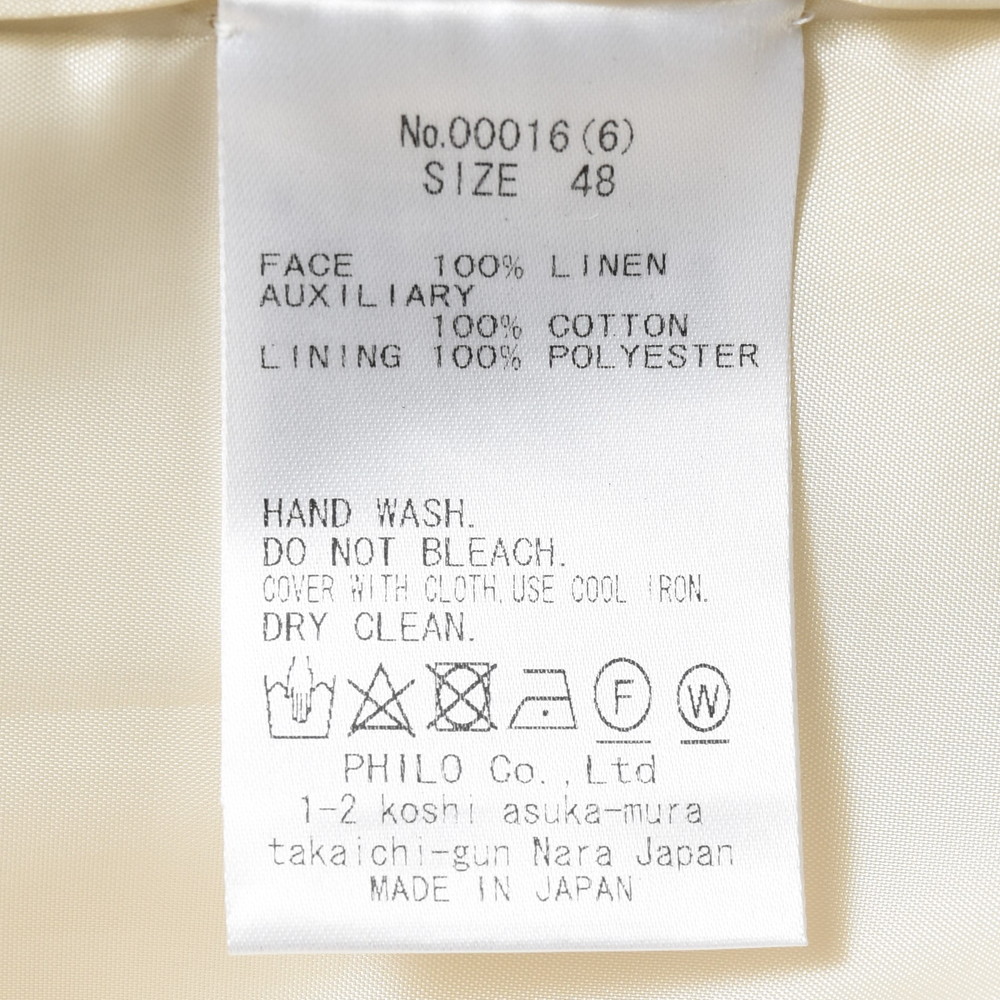 No.00016(6)
SIZE 48
FACE 100% LINEN
AUXILIARY
100% COTTON
LINING 100% POLYESTER
HAND WASH.
DO NOT BLEACH.
COVER WITH CLOTH, USE COOL IRON.
DRY CLEAN.
F W
PHILO Co.,Ltd
1-2 koshi asuka-mura
takaichi-gun Nara Japan
MADE IN JAPAN